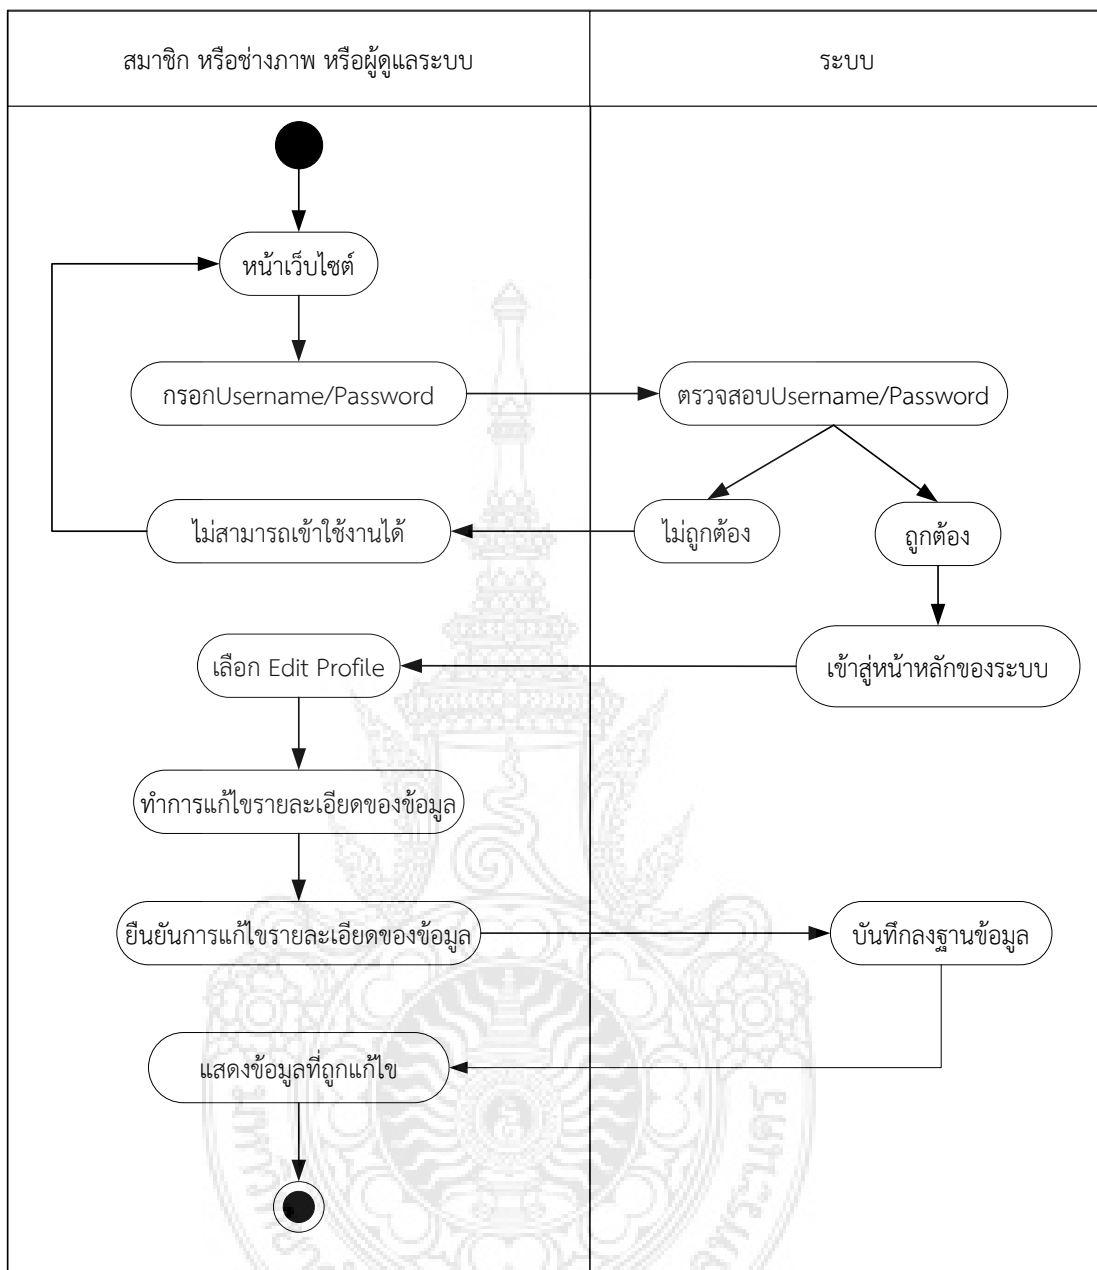 สมาชิก หรือช่างภาพ หรือผู้ดูแลระบบ
ระบบ
หน้าเว็บไซต์
กรอกUsername/Password
ตรวจสอบUsername/Password
ไม่สามารถเข้าใช้งานได้
ไม่ถูกต้อง
ถูกต้อง
เลือก Edit Profile
เข้าสู่หน้าหลักของระบบ
ทำการแก้ไขรายละเอียดของข้อมูล
ยืนยันการแก้ไขรายละเอียดของข้อมูล
บันทึกลงฐานข้อมูล
แสดงข้อมูลที่ถูกแก้ไข